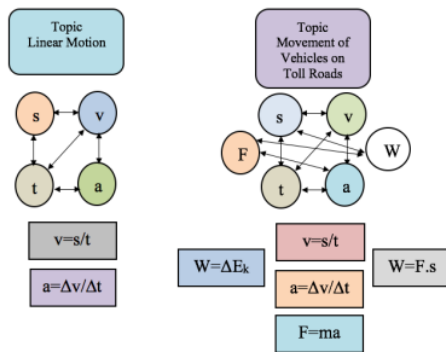 Topic
Linear Motion
s
v
t
a
v=s/t
a=Δv/Δt
Topic
Movement of
Vehicles on
Toll Roads
s
v
F
W
t
a
W=ΔEk
v=s/t
a=Δv/Δt
F=ma
W=F.s